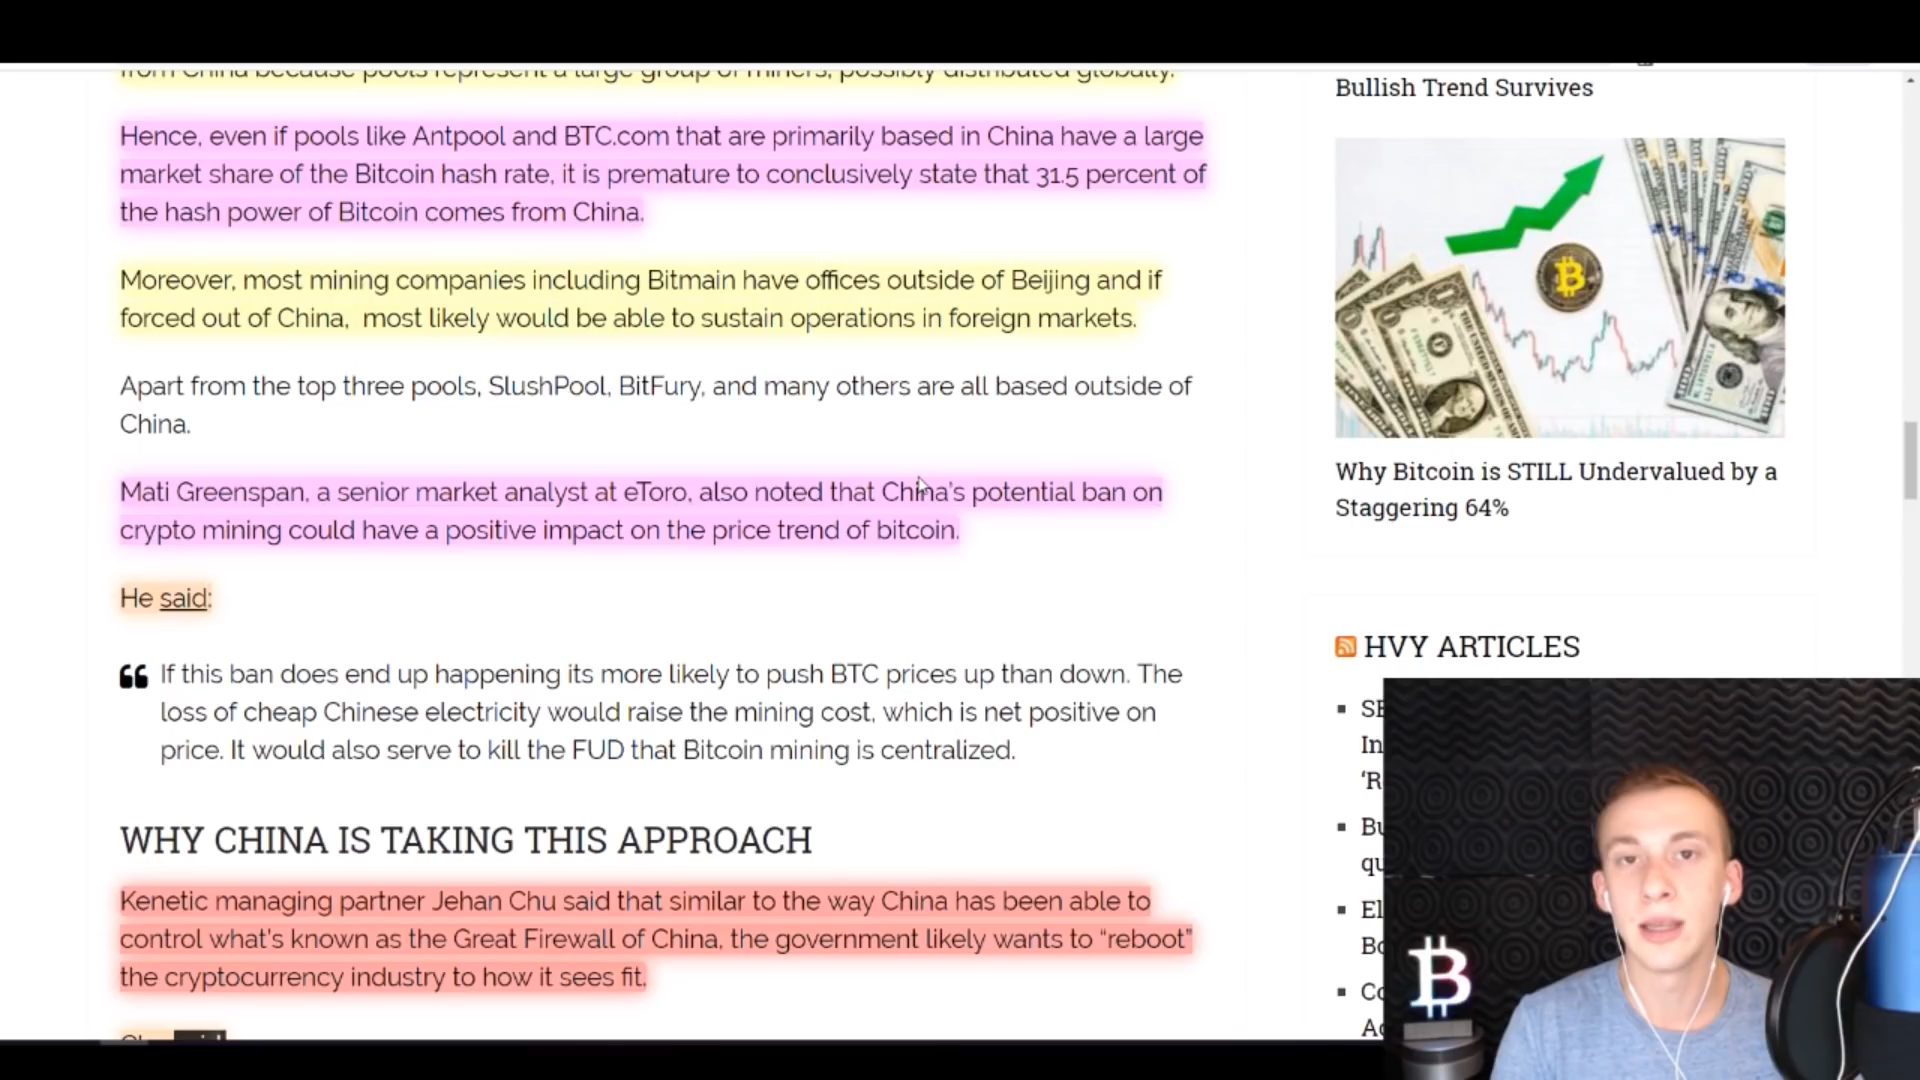 from China because pools represent a large group of miners, possibly distributed globally.
Hence, even if pools like Antpool and BTC.com that are primarily based in China have a large
market share of the Bitcoin hash rate, it is premature to conclusively state that 31.5 percent of
the hash power of Bitcoin comes from China.
Moreover, most mining companies including Bitmain have offices outside of Beijing and if
forced out of China, most likely would be able to sustain operations in foreign markets.
Apart from the top three pools, SlushPool, BitFury, and many others are all based outside of
China.
Mati Greenspan, a senior market analyst at eToro, also noted that China's potential ban on
crypto mining could have a positive impact on the price trend of bitcoin.
He said:
If this ban does end up happening its more likely to push BTC prices up than down. The
loss of cheap Chinese electricity would raise the mining cost, which is net positive on
price. It would also serve to kill the FUD that Bitcoin mining is centralized.
WHY CHINA IS TAKING THIS APPROACH
Kenetic managing partner Jehan Chu said that similar to the way China has been able to
control what's known as the Great Firewall of China, the government likely wants to “reboot”
the cryptocurrency industry to how it sees fit.
Bullish Trend Survives
Why Bitcoin is STILL Undervalued by a
Staggering 64%
HVY ARTICLES
In
'R
Bu
qu
El
Bo
Co